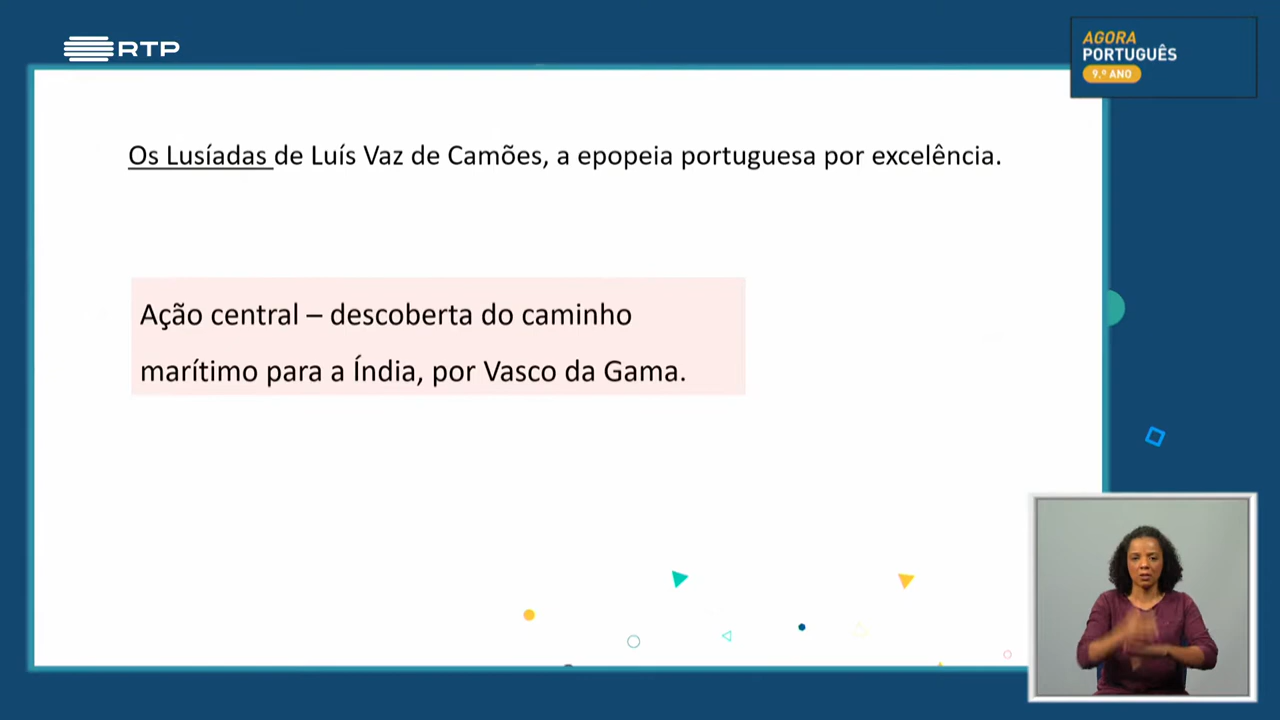 RTP
AGORA
PORTUGUÊS
9.º ANO
Os Lusíadas de Luís Vaz de Camões, a epopeia portuguesa por excelência.
Ação central – descoberta do caminho
marítimo para a Índia, por Vasco da Gama.